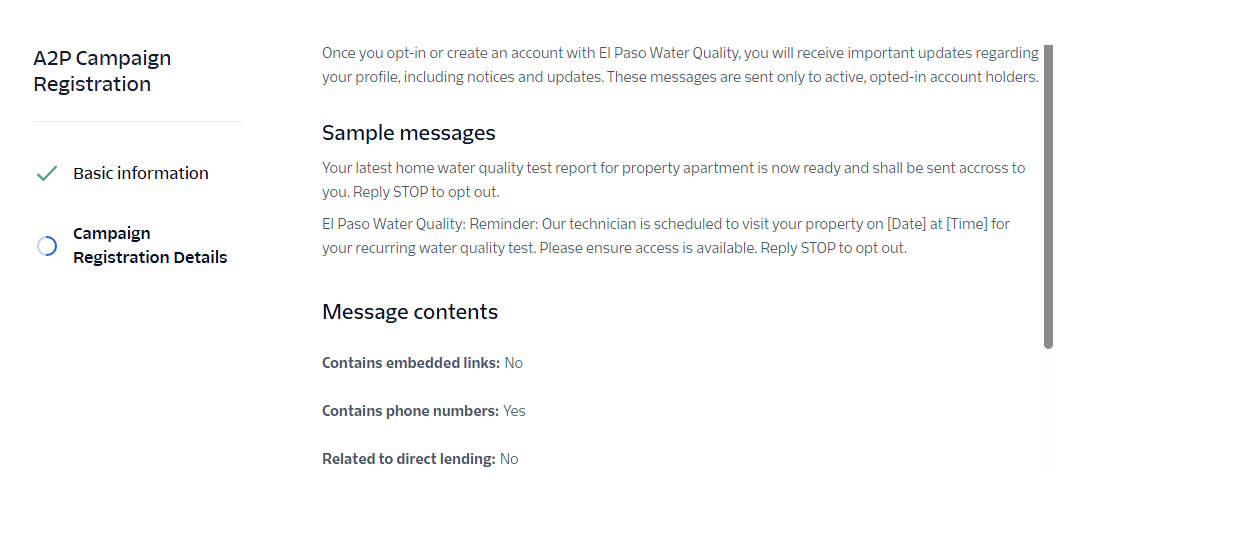 A2P Campaign
Registration
Basic information
Campaign
Registration Details
Once you opt-in or create an account with El Paso Water Quality, you will receive important updates regarding
your profile, including notices and updates. These messages are sent only to active, opted-in account holders.
Sample messages
Your latest home water quality test report for property apartment is now ready and shall be sent accross to
you. Reply STOP to opt out.
El Paso Water Quality: Reminder: Our technician is scheduled to visit your property on [Date] at [Time] for
your recurring water quality test. Please ensure access is available. Reply STOP to opt out.
Message contents
Contains embedded links: No
Contains phone numbers: Yes
Related to direct lending: No